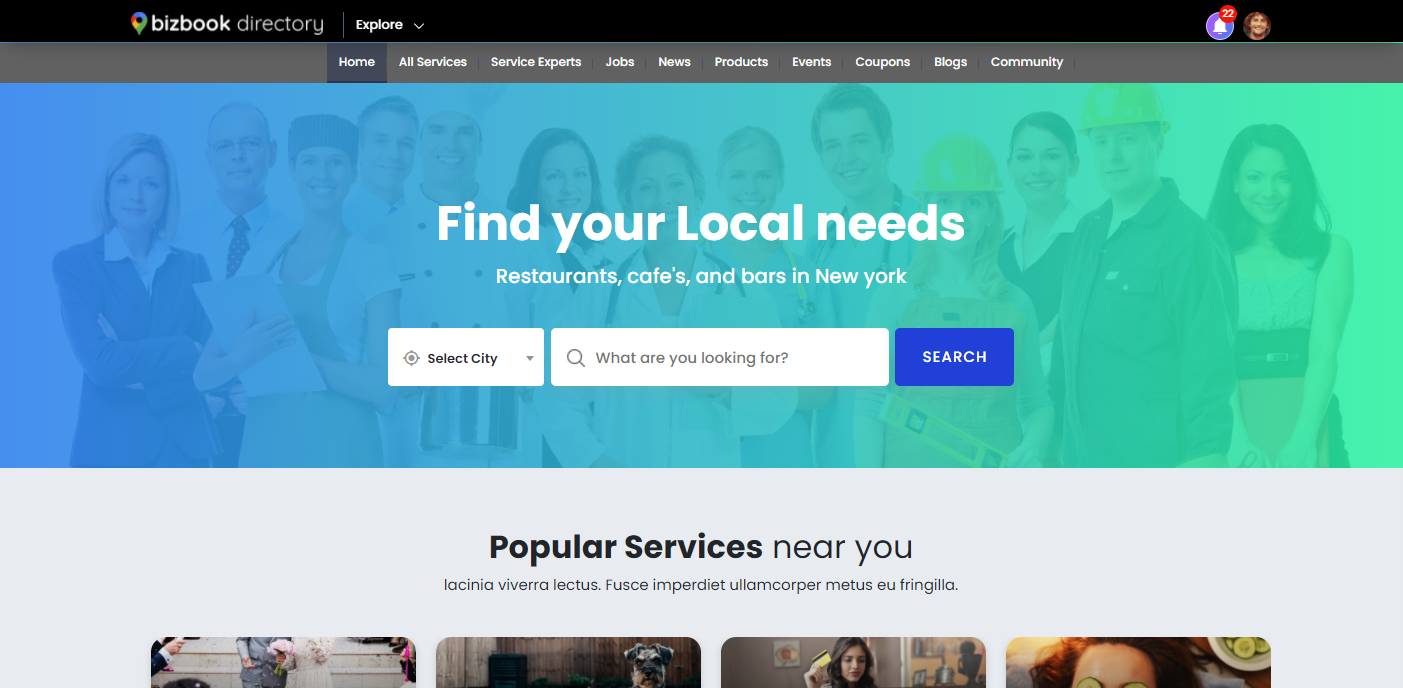 bizbook directory
Explore
22
Home All Services Service Experts Jobs News Products Events Coupons Blogs Community
Find your Local needs
Restaurants, cafe's, and bars in New york
Select City What are you looking for? SEARCH
Popular Services near you
lacinia viverra lectus. Fusce imperdiet ullamcorper metus eu fringilla.